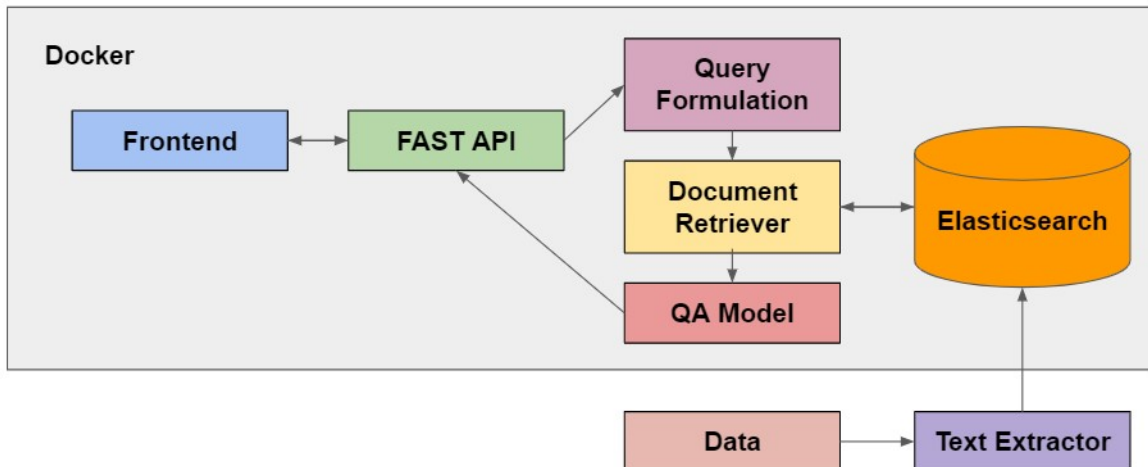 Docker
Query
Formulation
Frontend
FAST API
Document
Retriever
Elasticsearch
QA Model
Data
Text Extractor